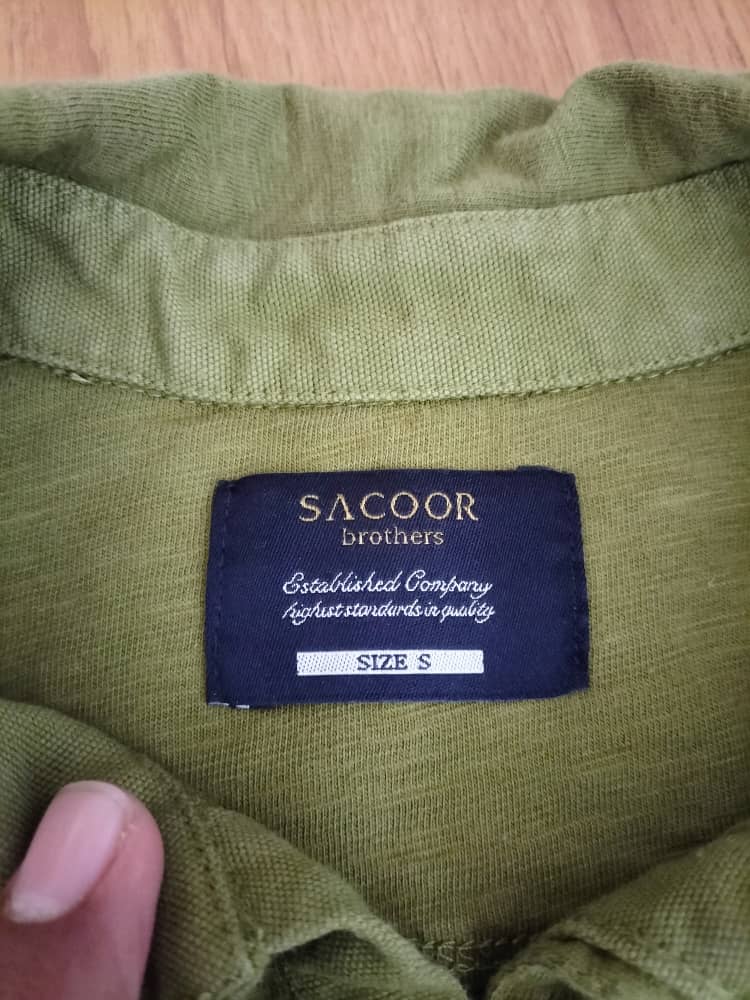 SACOOR
brothers
Established Company
highest standards in quality
SIZE S